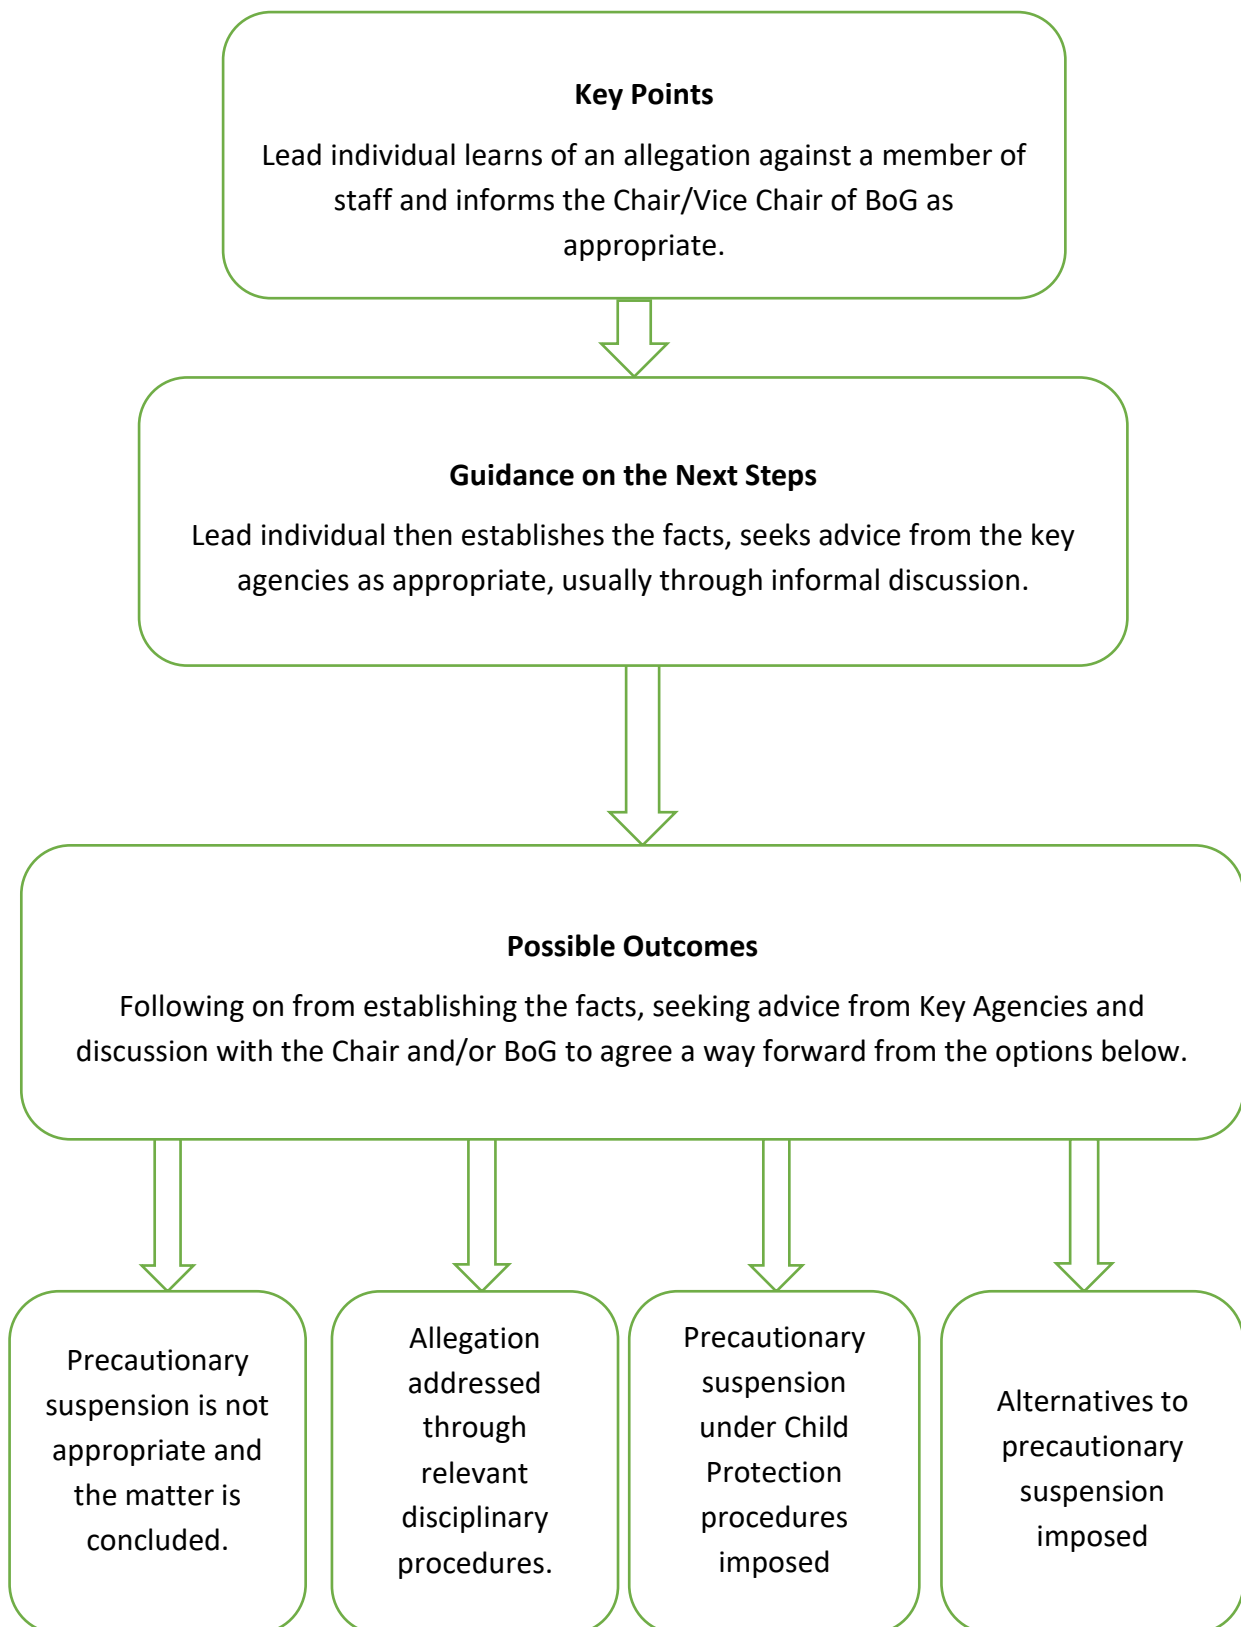 Key Points
Lead individual learns of an allegation against a member of
staff and informs the Chair/Vice Chair of BoG as
appropriate.
Guidance on the Next Steps
Lead individual then establishes the facts, seeks advice from the key
agencies as appropriate, usually through informal discussion.
Possible Outcomes
Following on from establishing the facts, seeking advice from Key Agencies and
discussion with the Chair and/or BoG to agree a way forward from the options below.
Precautionary
suspension is not
appropriate and
the matter is
concluded.
Allegation
addressed
through
relevant
disciplinary
procedures.
Precautionary
suspension
under Child
Protection
procedures
imposed
Alternatives to
precautionary
suspension
imposed